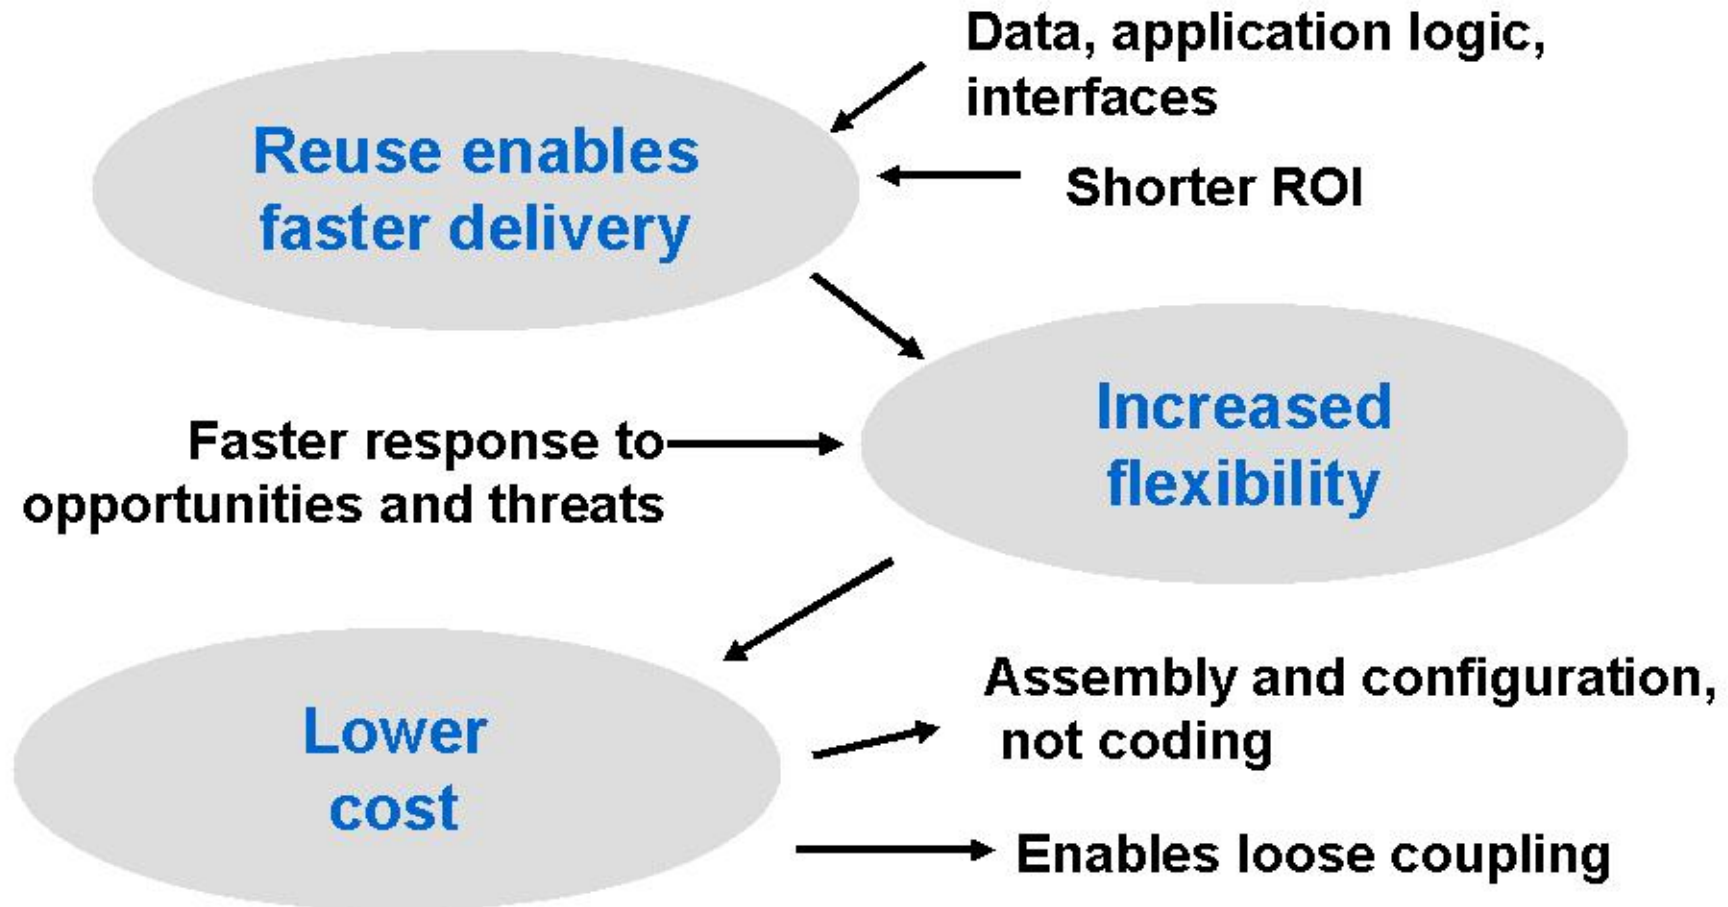 Data, application logic,
interfaces
Reuse enables
faster delivery
Shorter ROI
Increased
flexibility
Faster response to
opportunities and threats
Lower
cost
Assembly and configuration,
not coding
Enables loose coupling